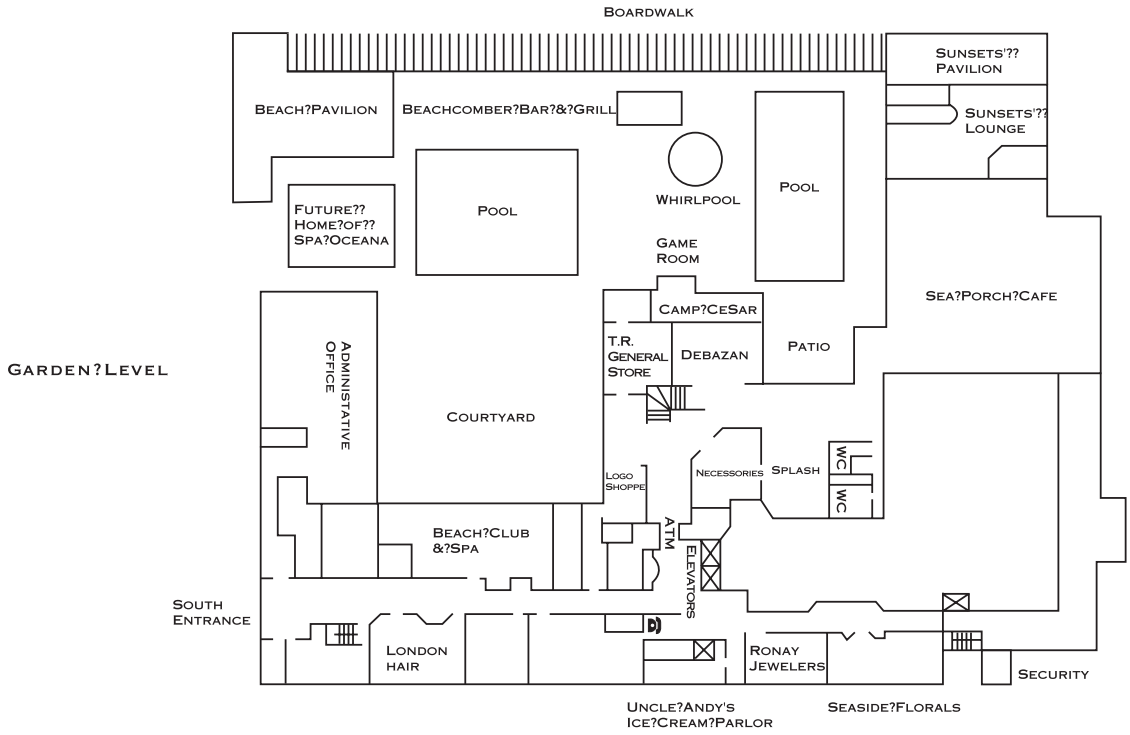 BOARDWALK
SUNSETS'??
PAVILION
BEACH?PAVILION
BEACHCOMBER?BAR?&?GRILL
SUNSETS'??
LOUNGE
POOL
WHIRLPOOL
POOL
FUTURE??
HOME?OF??
SPA?OCEANA
GAME
ROOM
SEA?PORCH?CAFE
CAMP?CESAR
T.R.
GENERAL
STORE
DEBAZAN
PATIO
GARDEN?LEVEL
ADMINISTATIVE
OFFICE
COURTYARD
LOGO
SHOPPE
NECESSORIES
SPLASH
WC
WC
BEACH?CLUB
&?SPA
ATM
ELEVATORS
SOUTH
ENTRANCE
LONDON
HAIR
RONAY
JEWELERS
SECURITY
UNCLE?ANDY'S
ICE?CREAM?PARLOR
SEASIDE?FLORALS